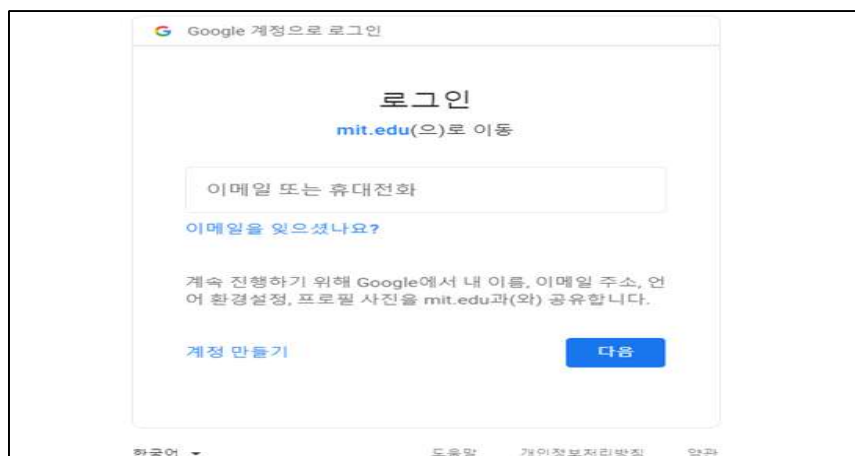 Google 계정으로 로그인
로그인
mit.edu(으)로 이동
이메일 또는 휴대전화
이메일을 잊으셨나요?
계속 진행하기 위해 Google에서 내 이름, 이메일 주소, 언
어 환경설정, 프로필 사진을 mit.edu과(와) 공유합니다.
계정 만들기
다음
한국어
도움말 개인정보처리방침 약관